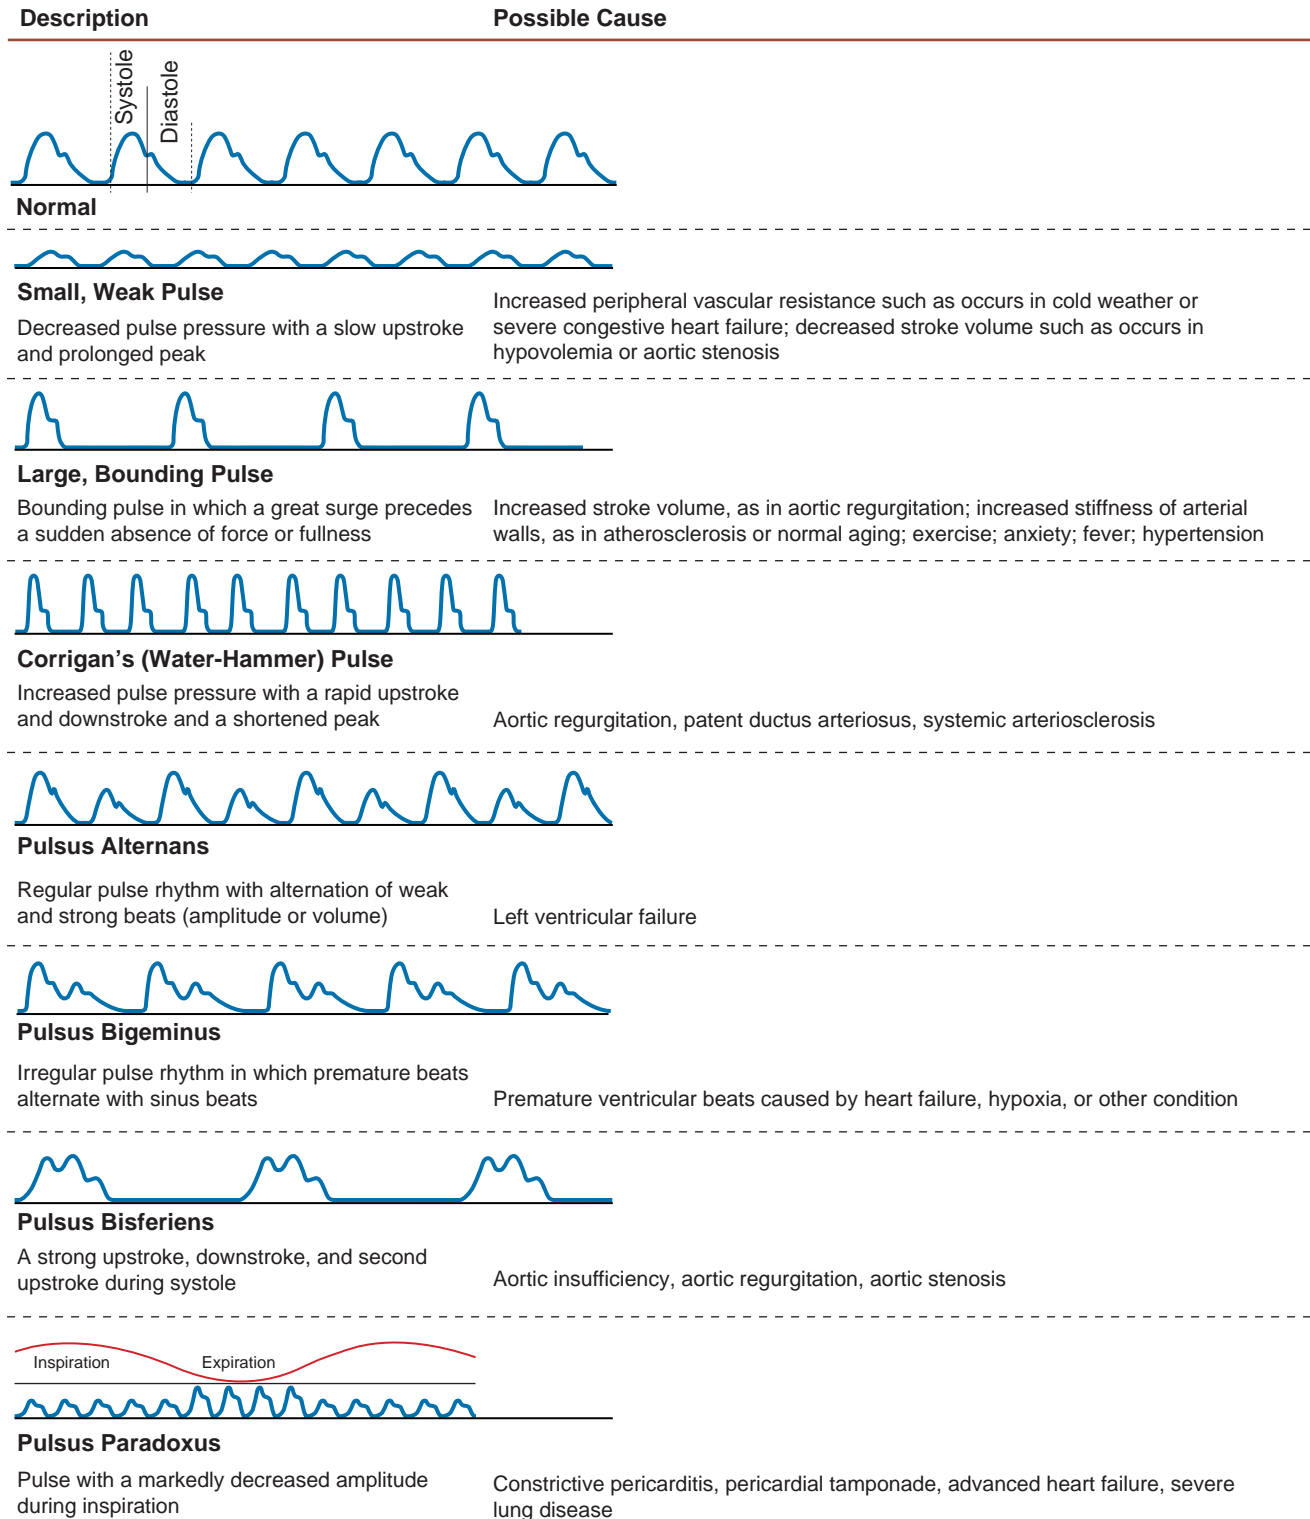 Description
Possible Cause
Systole
Diastole
Normal
Small, Weak Pulse
Decreased pulse pressure with a slow upstroke
and prolonged peak
Increased peripheral vascular resistance such as occurs in cold weather or
severe congestive heart failure; decreased stroke volume such as occurs in
hypovolemia or aortic stenosis
Large, Bounding Pulse
Bounding pulse in which a great surge precedes
a sudden absence of force or fullness
Increased stroke volume, as in aortic regurgitation; increased stiffness of arterial
walls, as in atherosclerosis or normal aging; exercise; anxiety; fever; hypertension
Corrigan's (Water-Hammer) Pulse
Increased pulse pressure with a rapid upstroke
and downstroke and a shortened peak
Aortic regurgitation, patent ductus arteriosus, systemic arteriosclerosis
Pulsus Alternans
Regular pulse rhythm with alternation of weak
and strong beats (amplitude or volume)
Left ventricular failure
Pulsus Bigeminus
Irregular pulse rhythm in which premature beats
alternate with sinus beats
Premature ventricular beats caused by heart failure, hypoxia, or other condition
Pulsus Bisferiens
A strong upstroke, downstroke, and second
upstroke during systole
Aortic insufficiency, aortic regurgitation, aortic stenosis
Inspiration
Expiration
Pulsus Paradoxus
Pulse with a markedly decreased amplitude
during inspiration
Constrictive pericarditis, pericardial tamponade, advanced heart failure, severe
lung disease